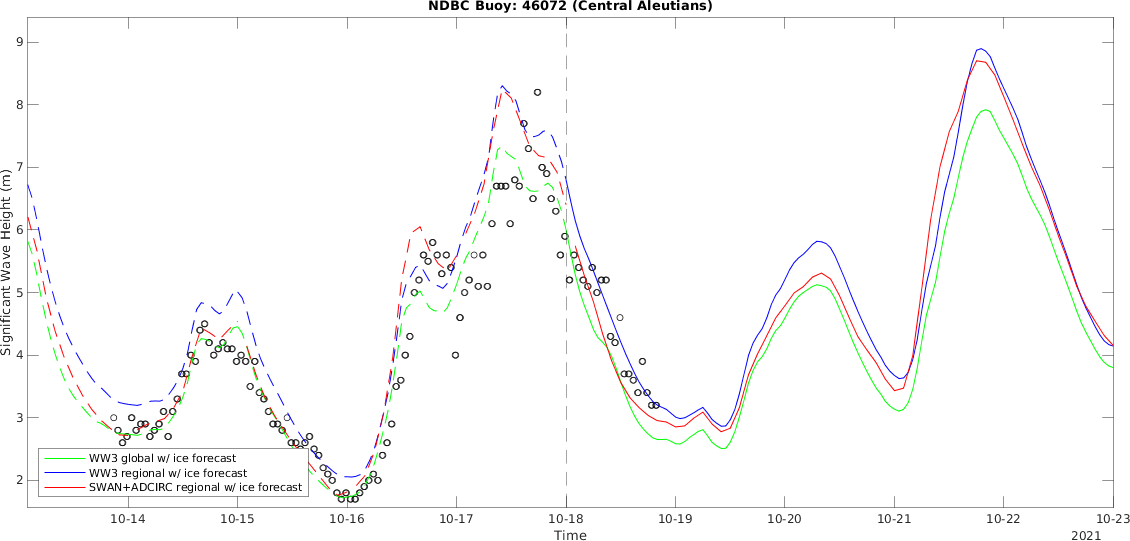 NDBC Buoy: 46072 (Central Aleutians)
9
8
7
6
5
4
3
2
Significant Wave Height (m)
WW3 global w/ ice forecast
WW3 regional w/ ice forecast
SWAN+ADCIRC regional w/ ice forecast
10-14 10-15 10-16 10-17 10-18 10-19 10-20 10-21 10-22 10-23
Time 2021